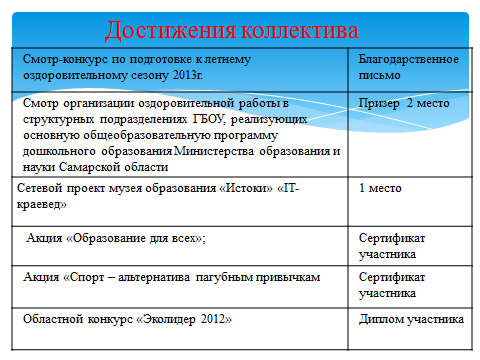 Достижения коллектива
Смотр-конкурс по подготовке к летнему
оздоровительному сезону 2013г.
Благодарственное
письмо
Смотр организации оздоровительной работы в
структурных подразделениях ГБОУ, реализующих
основную общеобразовательную программу
дошкольного образования Министерства образования и
науки Самарской области
Призер 2 место
Сетевой проект музея образования «Истоки» «IT-
краевед»
1 место
Акция «Образование для всех»;
Сертификат
участника
Акция «Спорт – альтернатива пагубным привычкам
Сертификат
участника
Областной конкурс «Эколидер 2012»
Диплом участника